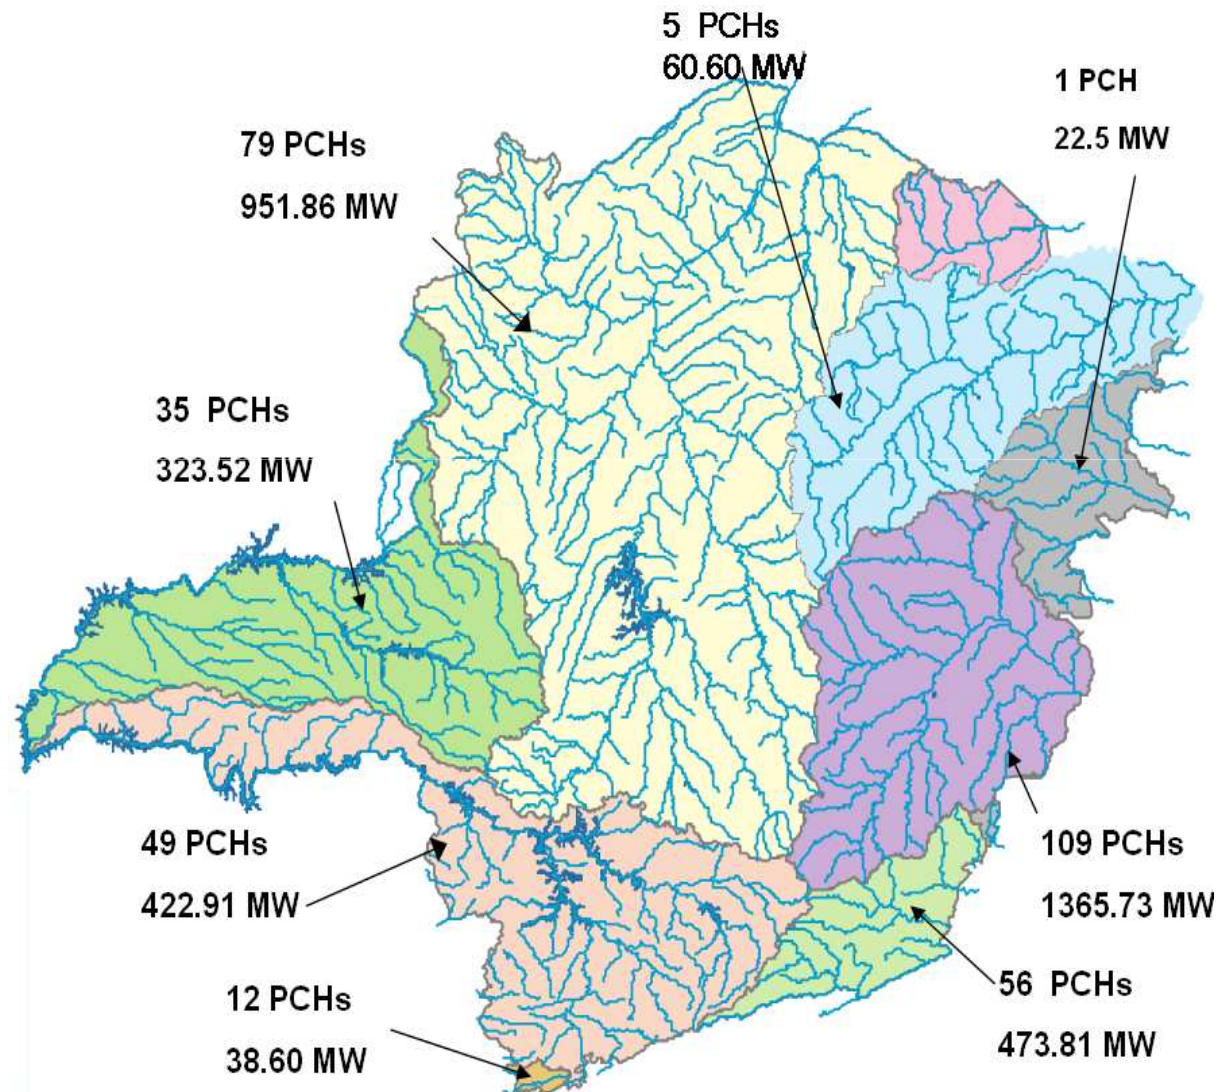 5 PCHs
60.60 MW
1 PCH
22.5 MW
79 PCHs
951.86 MW
35 PCHs
323.52 MW
49 PCHs
422.91 MW
109 PCHs
1365.73 MW
12 PCHs
38.60 MW
56 PCHs
473.81 MW